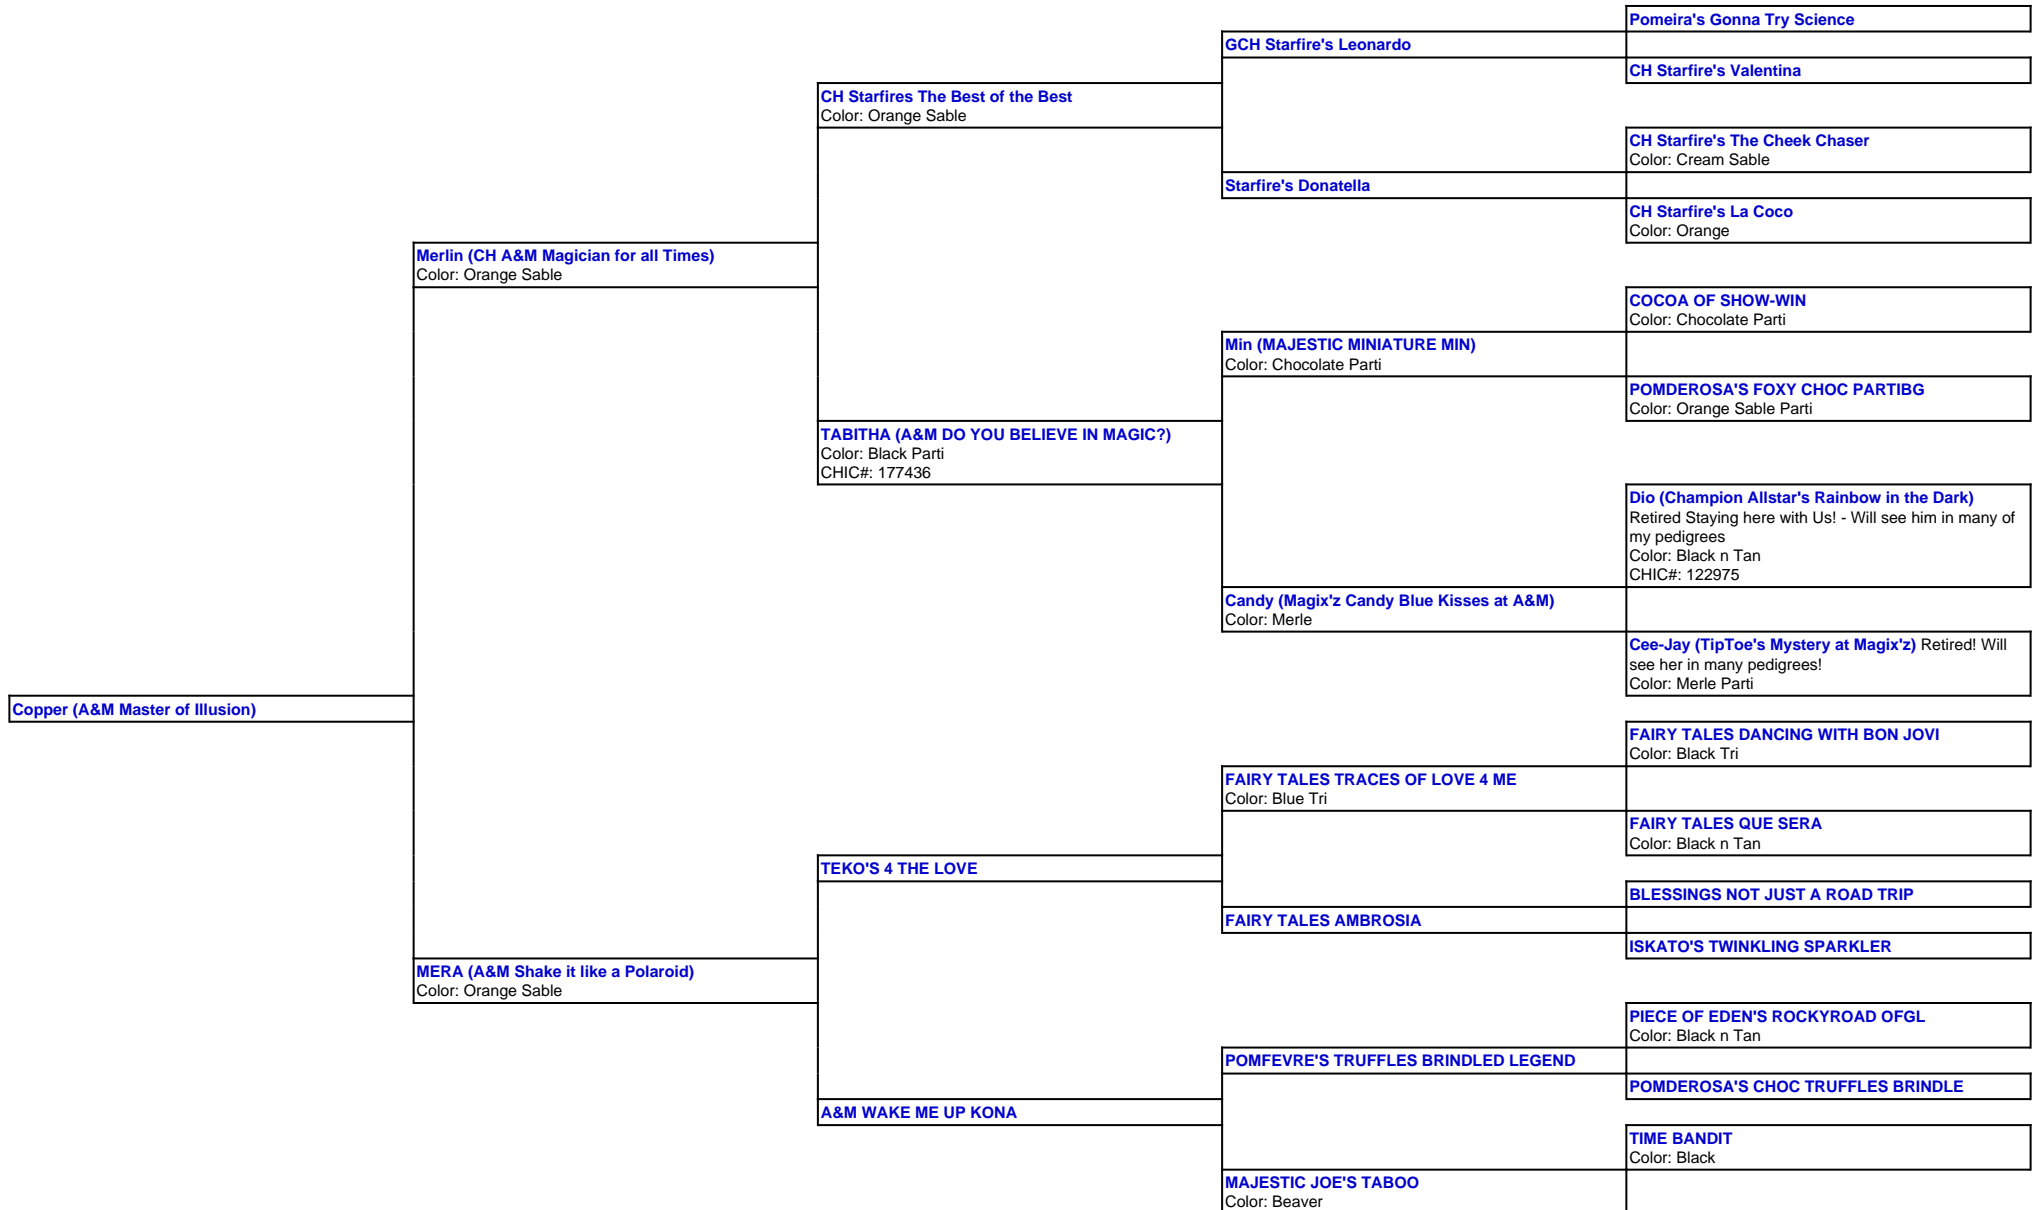 Pomeira's Gonna Try Science
GCH Starfire's Leonardo
CH Starfire's Valentina
CH Starfires The Best of the Best
Color: Orange Sable
CH Starfire's The Cheek Chaser
Color: Cream Sable
Starfire's Donatella
CH Starfire's La Coco
Color: Orange
Merlin (CH A&M Magician for all Times)
Color: Orange Sable
COCOA OF SHOW-WIN
Color: Chocolate Parti
Min (MAJESTIC MINIATURE MIN)
Color: Chocolate Parti
POMDEROSA'S FOXY CHOC PARTIBG
Color: Orange Sable Parti
TABITHA (A&M DO YOU BELIEVE IN MAGIC?)
Color: Black Parti
CHIC#: 177436
Dio (Champion Allstar's Rainbow in the Dark)
Retired Staying here with Us! - Will see him in many of
my pedigrees
Color: Black n Tan
CHIC#: 122975
Candy (Magix'z Candy Blue Kisses at A&M)
Color: Merle
Cee-Jay (TipToe's Mystery at Magix'z) Retired! Will
see her in many pedigrees!
Color: Merle Parti
Copper (A&M Master of Illusion)
FAIRY TALES DANCING WITH BON JOVI
Color: Black Tri
FAIRY TALES TRACES OF LOVE 4 ME
Color: Blue Tri
FAIRY TALES QUE SERA
Color: Black n Tan
TEKO'S 4 THE LOVE
BLESSINGS NOT JUST A ROAD TRIP
FAIRY TALES AMBROSIA
ISKATO'S TWINKLING SPARKLER
MERA (A&M Shake it like a Polaroid)
Color: Orange Sable
PIECE OF EDEN'S ROCKYROAD OFGL
Color: Black n Tan
POMFEVRE'S TRUFFLES BRINDLED LEGEND
POMDEROSA'S CHOC TRUFFLES BRINDLE
A&M WAKE ME UP KONA
TIME BANDIT
Color: Black
MAJESTIC JOE'S TABOO
Color: Beaver